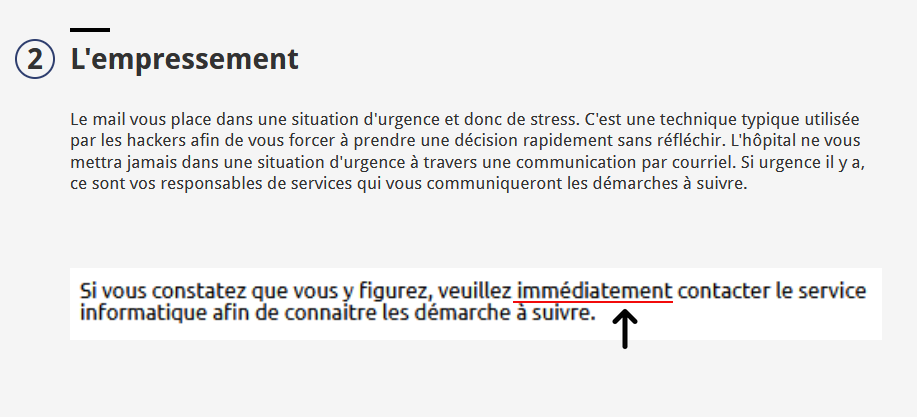 2 L'empressement
Le mail vous place dans une situation d'urgence et donc de stress. C'est une technique typique utilisée
par les hackers afin de vous forcer à prendre une décision rapidement sans réfléchir. L'hôpital ne vous
mettra jamais dans une situation d'urgence à travers une communication par courriel. Si urgence il y a,
ce sont vos responsables de services qui vous communiqueront les démarches à suivre.
Si vous constatez que vous y figurez, veuillez immédiatement contacter le service
informatique afin de connaitre les démarche à suivre.